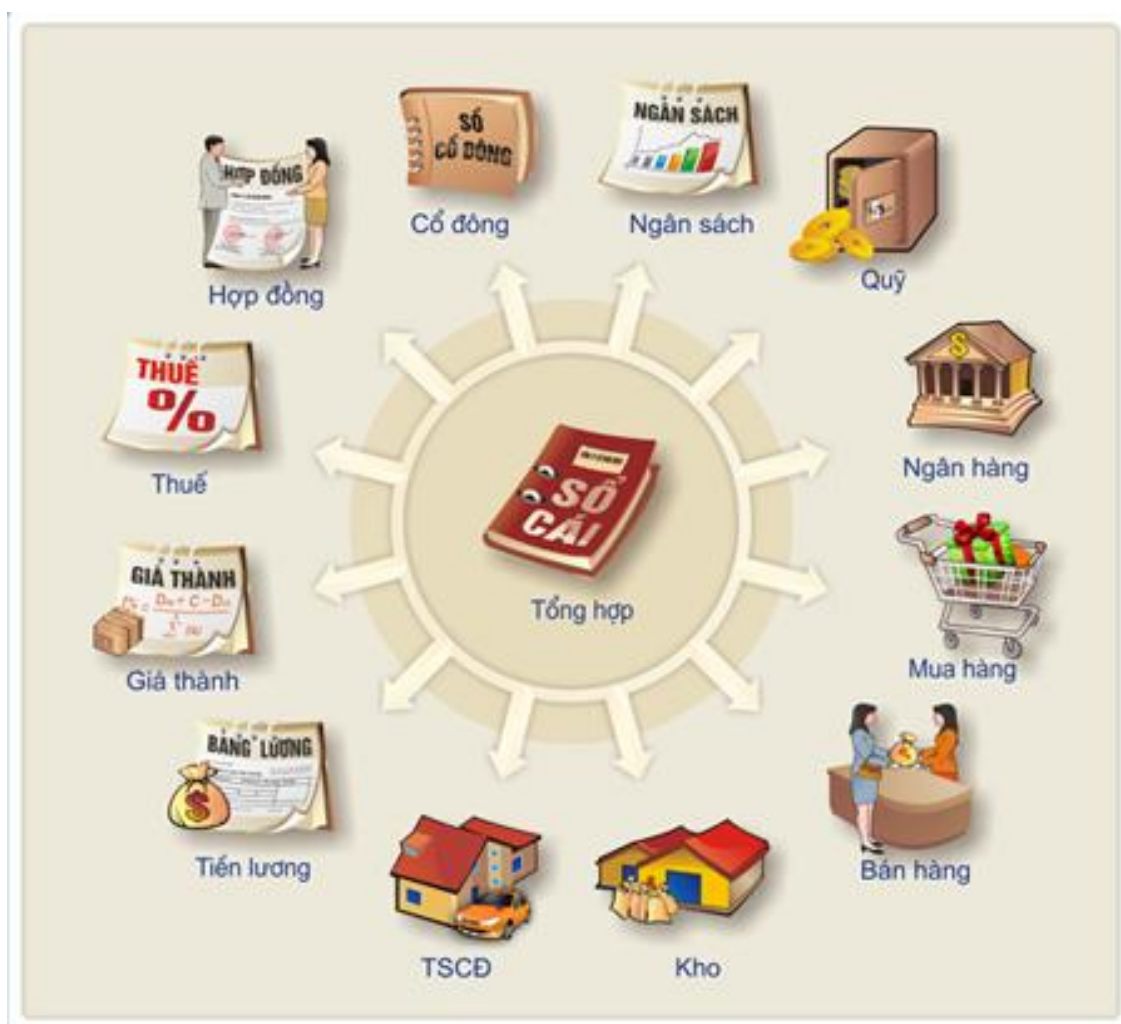 SỔ
CỔ ĐÔNG
Cổ đông
NGÂN SÁCH
Ngân sách
Quỹ
HỢP ĐỒNG
Hợp đồng
THUẾ
%
Thuế
$
Ngân hàng
SỔ
CÁI
Tổng hợp
GIÁ THÀNH
Giá thành
Mua hàng
BẢNG LƯƠNG
$
Tiền lương
Bán hàng
TSCĐ
Kho